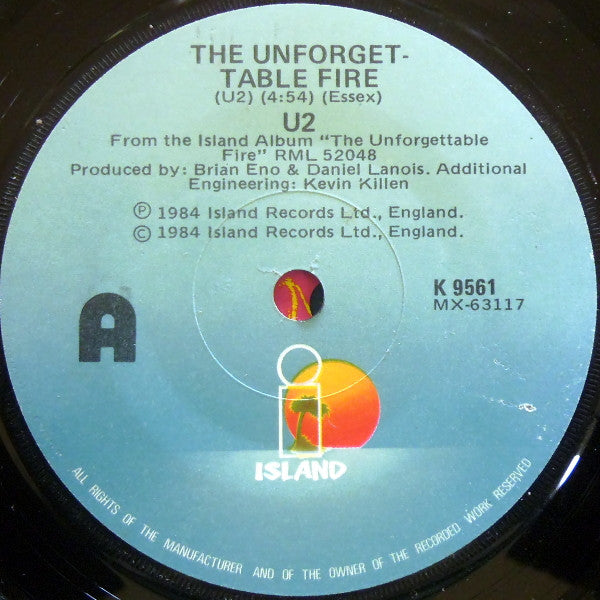 THE UNFORGET-
TABLE FIRE
(U2) (4:54) (Essex)
U2
From the Island Album "The Unforgettable
Fire" RML 52048
Produced by: Brian Eno & Daniel Lanois. Additional
Engineering: Kevin Killen
℗ 1984 Island Records Ltd., England.
© 1984 Island Records Ltd., England.
K 9561
MX-63117
A
ISLAND
ALL RIGHTS OF THE MANUFACTURER AND OF THE OWNER OF THE RECORDED WORK RESERVED